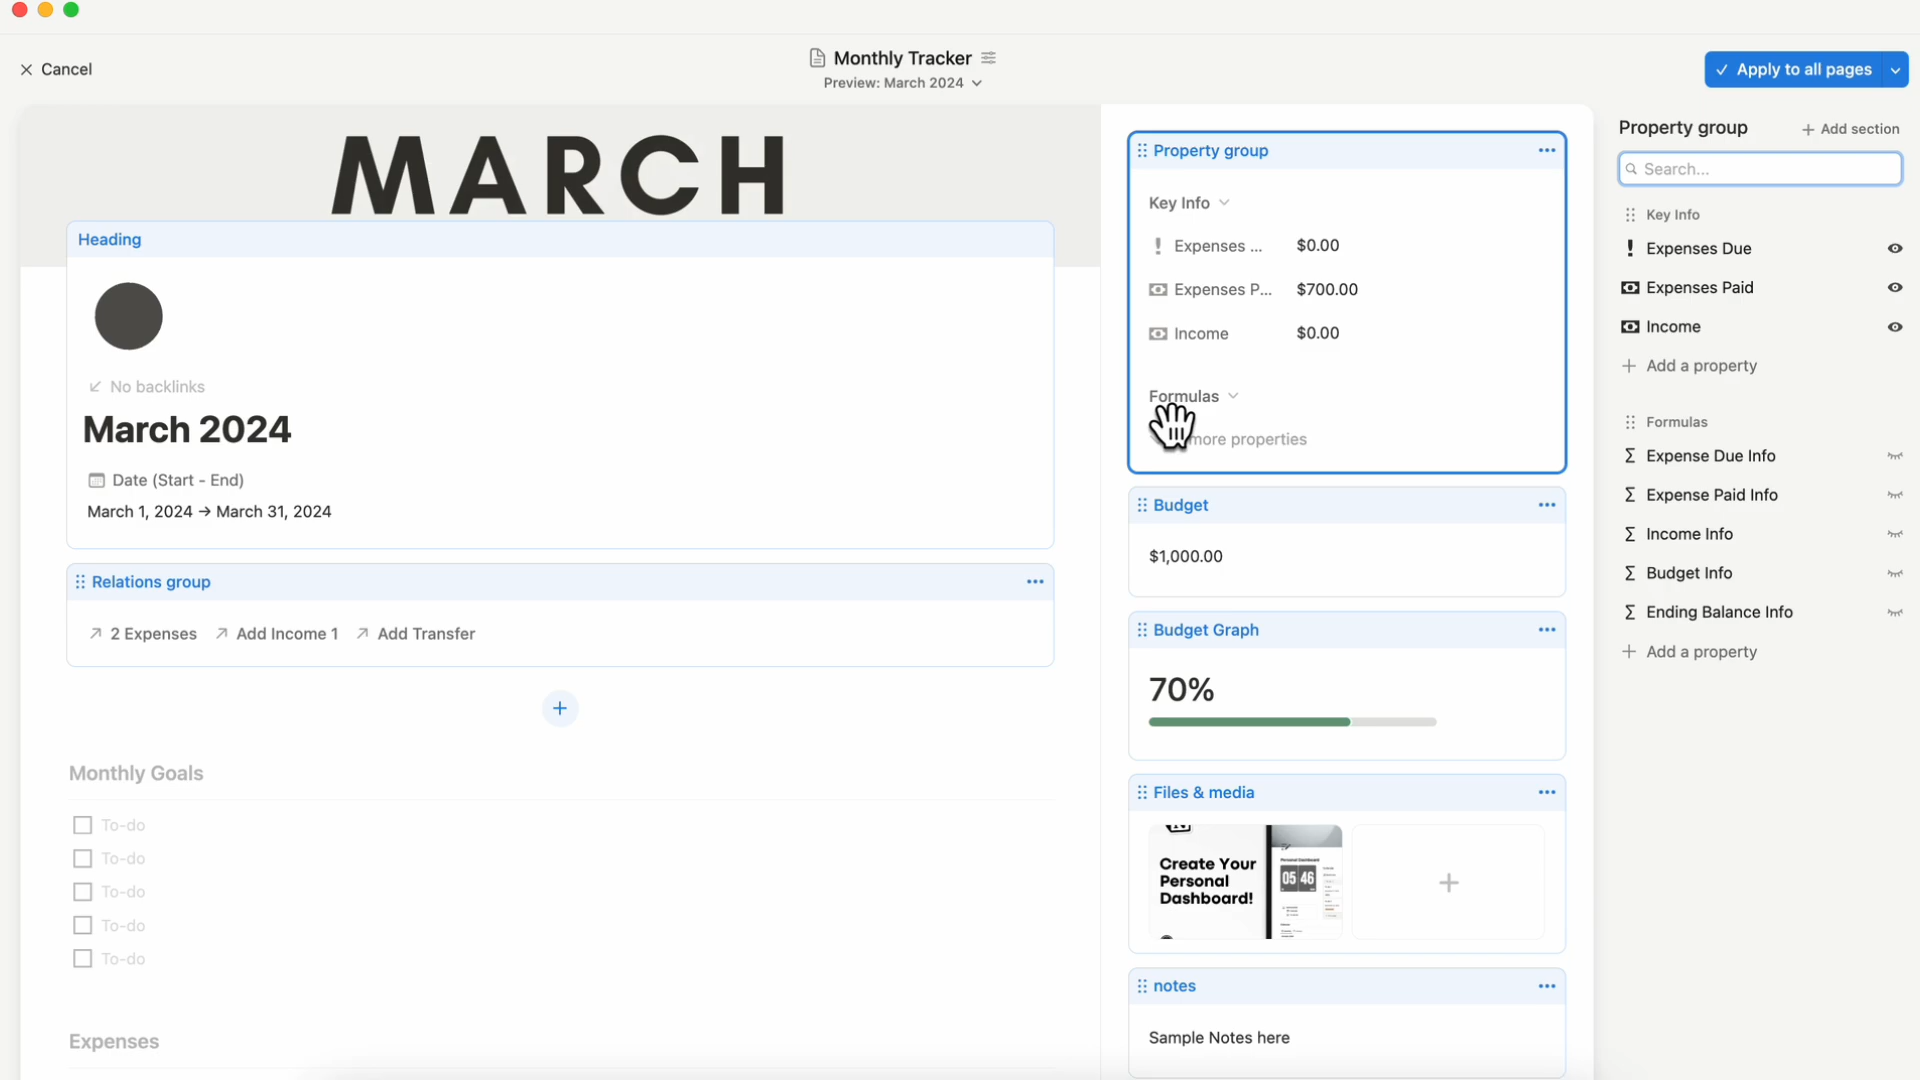 Cancel
Monthly Tracker
Preview: March 2024
Apply to all pages
MARCH
Heading
No backlinks
March 2024
Date (Start - End)
March 1, 2024 → March 31, 2024
Relations group
2 Expenses
Add Income 1
Add Transfer
Monthly Goals
To-do
To-do
To-do
To-do
To-do
Expenses
Property group
Key Info
Expenses ...
$0.00
Expenses P...
$700.00
Income
$0.00
Formulas
more properties
Budget
$1,000.00
Budget Graph
70%
Files & media
Create Your
Personal
Dashboard!
Personal Dashboard
05 46
notes
Sample Notes here
Property group
Add section
Search...
Key Info
Expenses Due
Expenses Paid
Income
Add a property
Formulas
Σ Expense Due Info
Σ Expense Paid Info
Σ Income Info
Σ Budget Info
Σ Ending Balance Info
Add a property